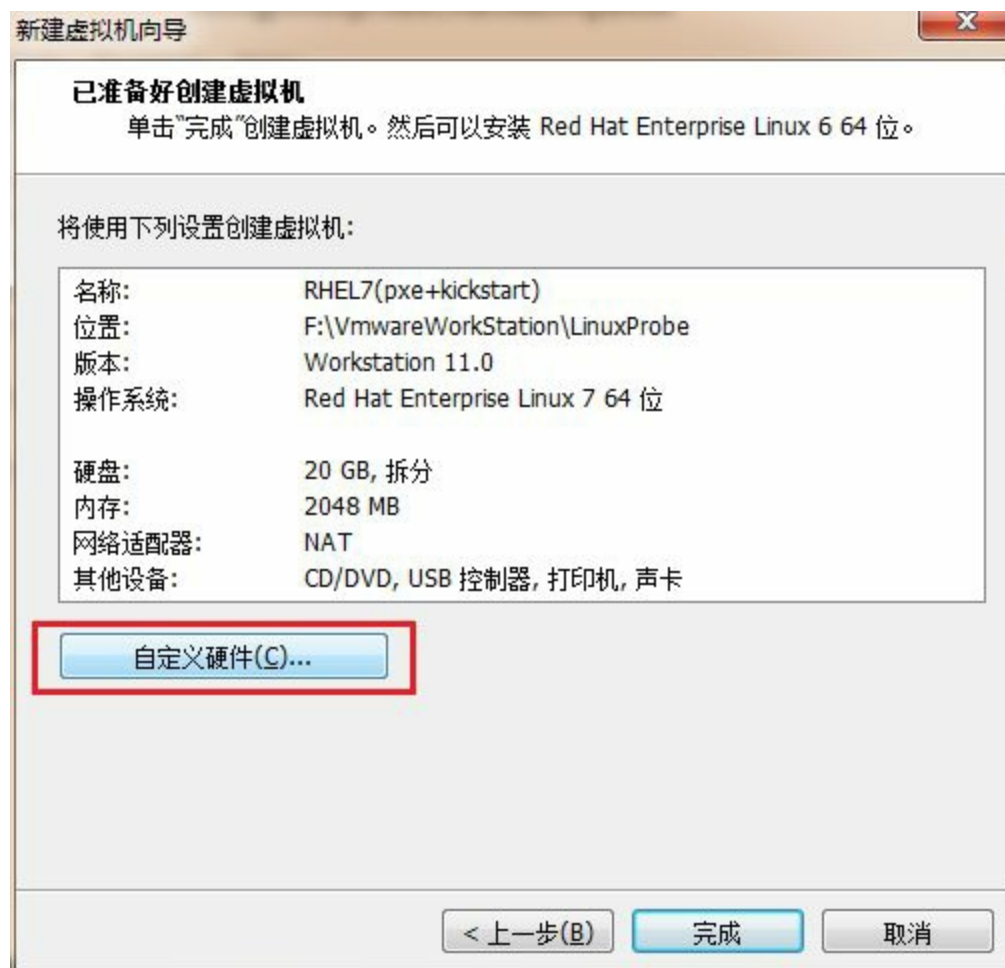 新建虚拟机向导
x
已准备好创建虚拟机
单击"完成"创建虚拟机。然后可以安装 Red Hat Enterprise Linux 6 64 位。
将使用下列设置创建虚拟机:
名称: RHEL7(pxe+kickstart)
位置: F:\VmwareWorkStation\LinuxProbe
版本: Workstation 11.0
操作系统: Red Hat Enterprise Linux 7 64 位
硬盘: 20 GB, 拆分
内存: 2048 MB
网络适配器: NAT
其他设备: CD/DVD, USB 控制器, 打印机, 声卡
自定义硬件(C)...
< 上一步(B) 完成 取消